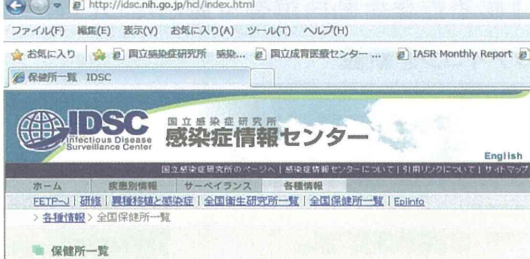 http://idsc.nih.go.jp/hcl/index.html
ファイル(F) 編集(E) 表示(V) お気に入り(A) ツール(T) ヘルプ(H)
お気に入り 国立感染症研究所 感染... 国立成育医療センター ... IASR Monthly Report
保健所一覧 IDSC
IDSC
Infectious Disease
Surveillance Center
国立感染症研究所
感染症情報センター
English
国立感染症研究所のページへ | 感染症情報センターについて | 引用リンクについて | サイトマップ
ホーム 疾患別情報 サーベイランス 各種情報
FETP-J | 研修 | 異種移植と感染症 | 全国衛生研究所一覧 | 全国保健所一覧 | Epiinfo
> 各種情報 > 全国保健所一覧
保健所一覧